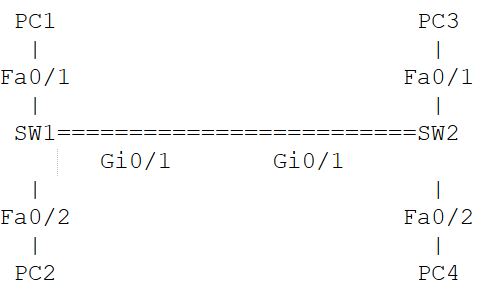 PC1                         PC3
 |                           |
Fa0/1                       Fa0/1
 |                           |
SW1=========================SW2
      Gi0/1       Gi0/1
 |                           |
Fa0/2                       Fa0/2
 |                           |
PC2                         PC4